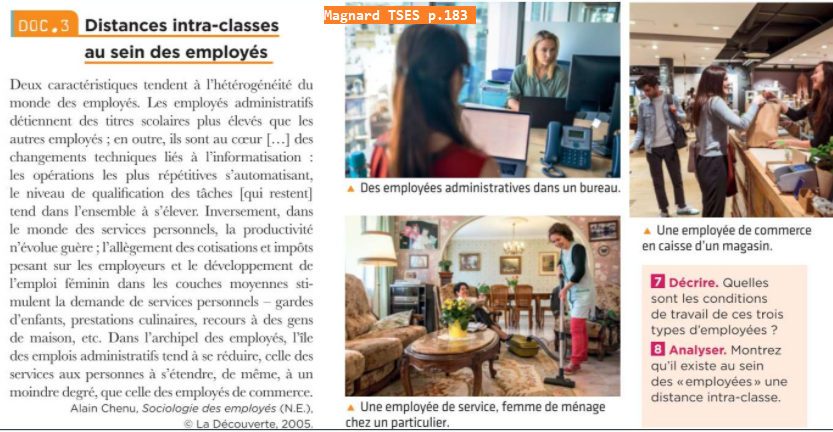 DOC.3 Distances intra-classes
au sein des employés
Deux caractéristiques tendent à l'hétérogénéité du
monde des employés. Les employés administratifs
détiennent des titres scolaires plus élevés que les
autres employés ; en outre, ils sont au cœur [...] des
changements techniques liés à l'informatisation :
les opérations les plus répétitives s'automatisant,
le niveau de qualification des tâches [qui restent]
tend dans l'ensemble à s'élever. Inversement, dans
le monde des services personnels, la productivité
n'évolue guère ; l'allègement des cotisations et impôts
pesant sur les employeurs et le développement de
l'emploi féminin dans les couches moyennes sti-
mulent la demande de services personnels – gardes
d'enfants, prestations culinaires, recours à des gens
de maison, etc. Dans l'archipel des employés, l'île
des emplois administratifs tend à se réduire, celle des
services aux personnes à s'étendre, de même, à un
moindre degré, que celle des employés de commerce.
Alain Chenu, Sociologie des employés (N.E.),
© La Découverte, 2005.
Magnard TSES p.183
▲ Des employées administratives dans un bureau.
▲ Une employée de service, femme de ménage
chez un particulier.
▲ Une employée de commerce
en caisse d'un magasin.
7 Décrire. Quelles
sont les conditions
de travail de ces trois
types d'employées ?
8 Analyser. Montrez
qu'il existe au sein
des « employées » une
distance intra-classe.